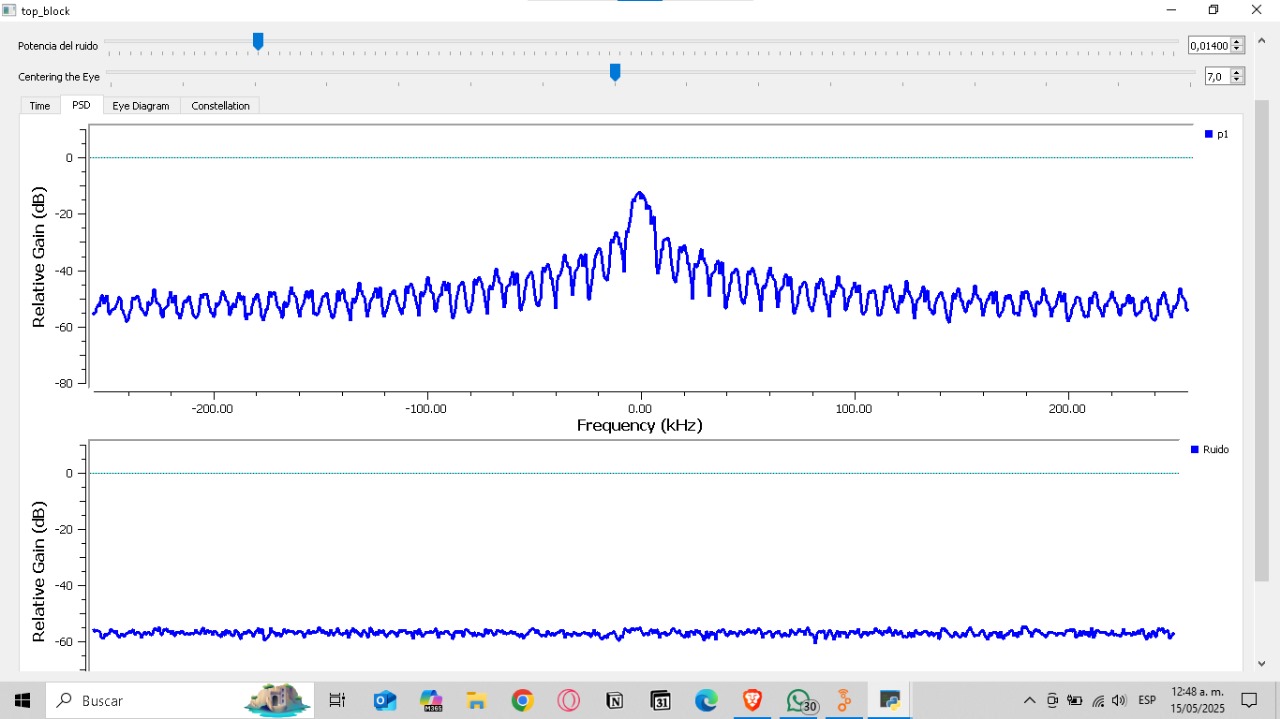 top_block
Potencia del ruido
0,01400
Centering the Eye
7,0
Time PSD Eye Diagram Constellation
p1
Relative Gain (dB)
0
-20
-40
-60
-80
-200.00 -100.00 0.00 100.00 200.00
Frequency (kHz)
Ruido
Relative Gain (dB)
0
-20
-40
-60
Buscar
M365
31
30
ESP
12:48 a. m.
15/05/2025